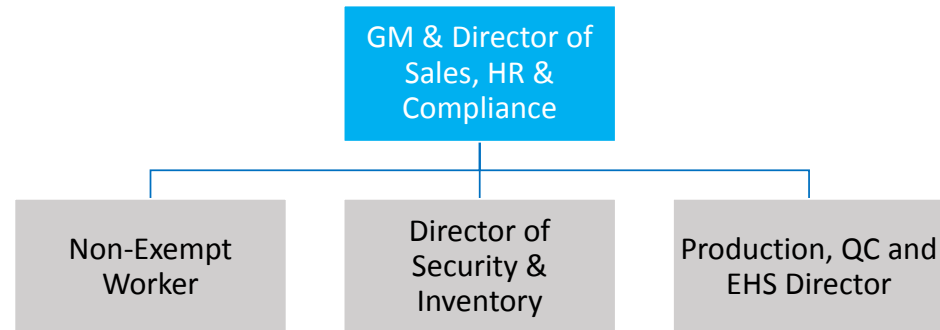 GM & Director of
Sales, HR &
Compliance
Non-Exempt
Worker
Director of
Security &
Inventory
Production, QC and
EHS Director